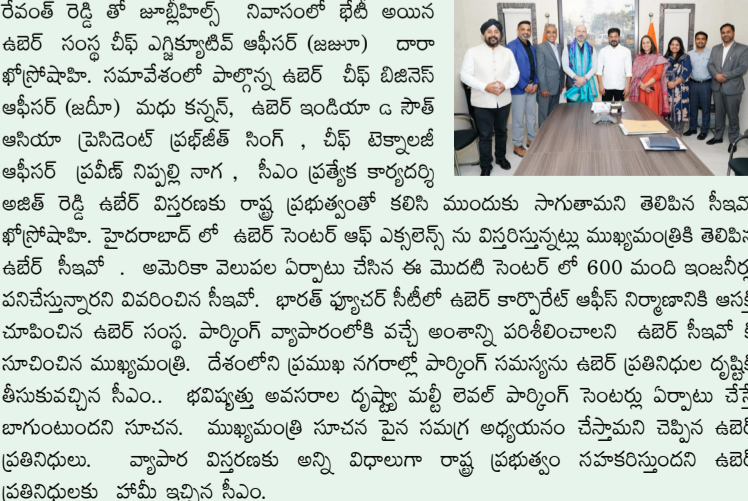 రేవంత్ రెడ్డి తో జూబ్లీహిల్స్ నివాసంలో భేటీ అయిన
ఉబెర్ సంస్థ చీఫ్ ఎగ్జిక్యూటివ్ ఆఫీసర్ (జజూ) దారా
ఖోస్రోషాహి. సమావేశంలో పాల్గొన్న ఉబెర్ చీఫ్ బిజినెస్
ఆఫీసర్ (జదీూ) మధు కన్నన్, ఉబెర్ ఇండియా డ సౌత్
ఆసియా ప్రెసిడెంట్ ప్రభ్‌జీత్ సింగ్ , చీఫ్ టెక్నాలజీ
ఆఫీసర్ ప్రవీణ్ నిప్పల్లి నాగ , సీఎం ప్రత్యేక కార్యదర్శి
అజిత్ రెడ్డి ఉబేర్ విస్తరణకు రాష్ట్ర ప్రభుత్వంతో కలిసి ముందుకు సాగుతామని తెలిపిన సీఇవో
ఖోస్రోషాహి. హైదరాబాద్ లో ఉబెర్ సెంటర్ ఆఫ్ ఎక్సలెన్స్ ను విస్తరిస్తున్నట్లు ముఖ్యమంత్రికి తెలిపిన
ఉబేర్ సీఇవో . అమెరికా వెలుపల ఏర్పాటు చేసిన ఈ మొదటి సెంటర్ లో 600 మంది ఇంజనీర్లు
పనిచేస్తున్నారని వివరించిన సీఇవో. భారత్ ఫ్యూచర్ సిటీలో ఉబెర్ కార్పొరేట్ ఆఫీస్ నిర్మాణానికి ఆసక్తి
చూపించిన ఉబెర్ సంస్థ. పార్కింగ్ వ్యాపారంలోకి వచ్చే అంశాన్ని పరిశీలించాలని ఉబెర్ సీఇవో కి
సూచించిన ముఖ్యమంత్రి. దేశంలోని ప్రముఖ నగరాల్లో పార్కింగ్ సమస్యను ఉబెర్ ప్రతినిధుల దృష్టికి
తీసుకువచ్చిన సీఎం.. భవిష్యత్తు అవసరాల దృష్ట్యా మల్టీ లెవల్ పార్కింగ్ సెంటర్లు ఏర్పాటు చేస్తే
బాగుంటుందని సూచన. ముఖ్యమంత్రి సూచన పైన సమగ్ర అధ్యయనం చేస్తామని చెప్పిన ఉబెర్
ప్రతినిధులు. వ్యాపార విస్తరణకు అన్ని విధాలుగా రాష్ట్ర ప్రభుత్వం సహకరిస్తుందని ఉబెర్
ప్రతినిధులకు హామీ ఇచ్చిన సీఎం.